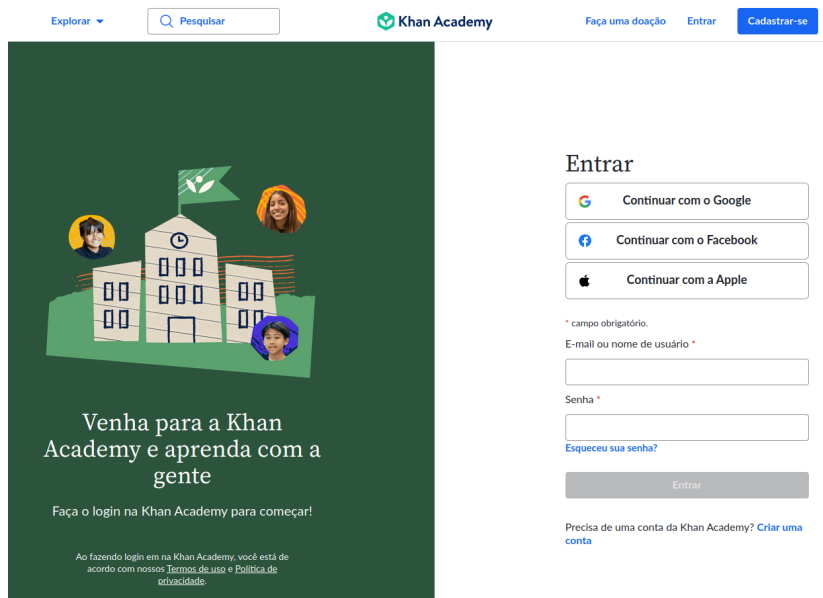 Explorar
Pesquisar
Khan Academy
Faça uma doação
Entrar
Cadastrar-se
Venha para a Khan
Academy e aprenda com a
gente
Faça o login na Khan Academy para começar!
Ao fazendo login em na Khan Academy, você está de
acordo com nossos Termos de uso e Política de
privacidade.
Entrar
Continuar com o Google
Continuar com o Facebook
Continuar com a Apple
* campo obrigatório.
E-mail ou nome de usuário *
Senha *
Esqueceu sua senha?
Entrar
Precisa de uma conta da Khan Academy? Criar uma
conta